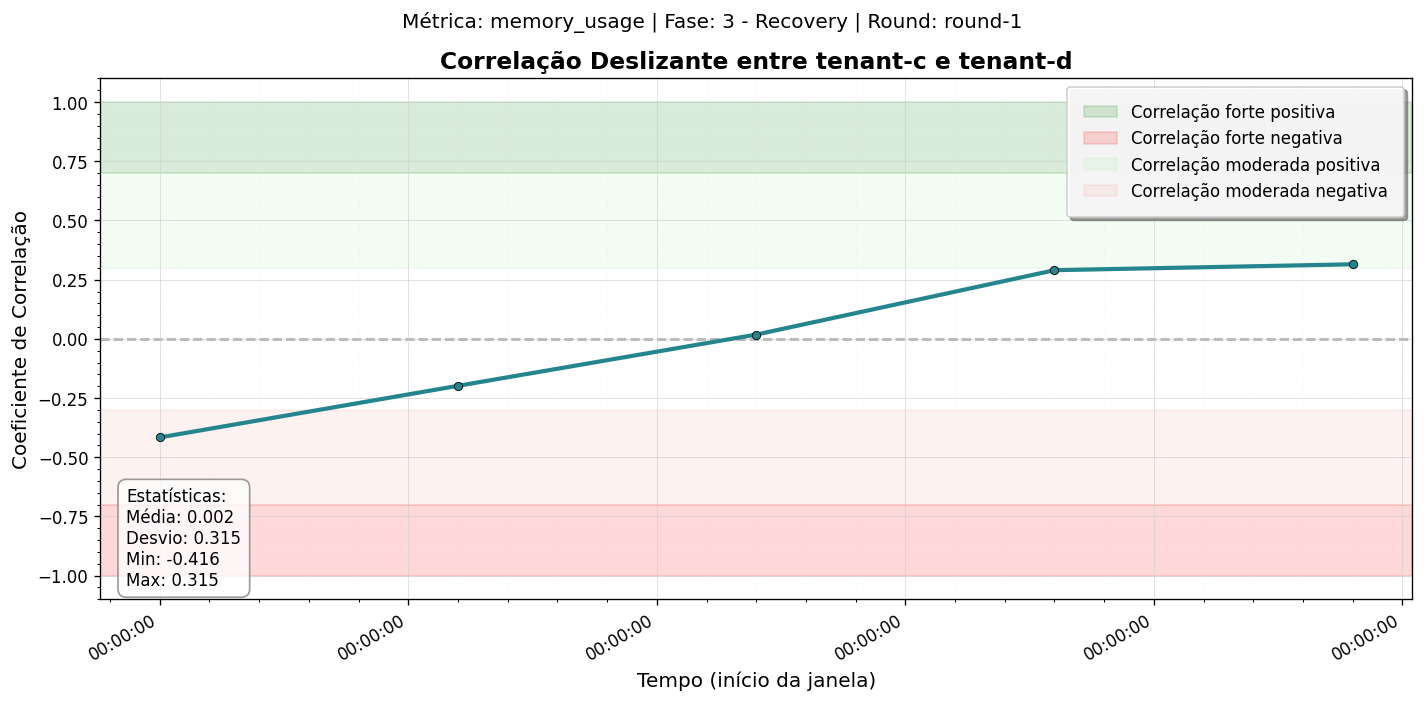 Métrica: memory_usage | Fase: 3 - Recovery | Round: round-1
Correlação Deslizante entre tenant-c e tenant-d
Coeficiente de Correlação
1.00
0.75
0.50
0.25
0.00
−0.25
−0.50
−0.75
−1.00
Correlação forte positiva
Correlação forte negativa
Correlação moderada positiva
Correlação moderada negativa
Estatísticas:
Média: 0.002
Desvio: 0.315
Min: -0.416
Max: 0.315
00:00:00
00:00:00
00:00:00
00:00:00
00:00:00
00:00:00
Tempo (início da janela)